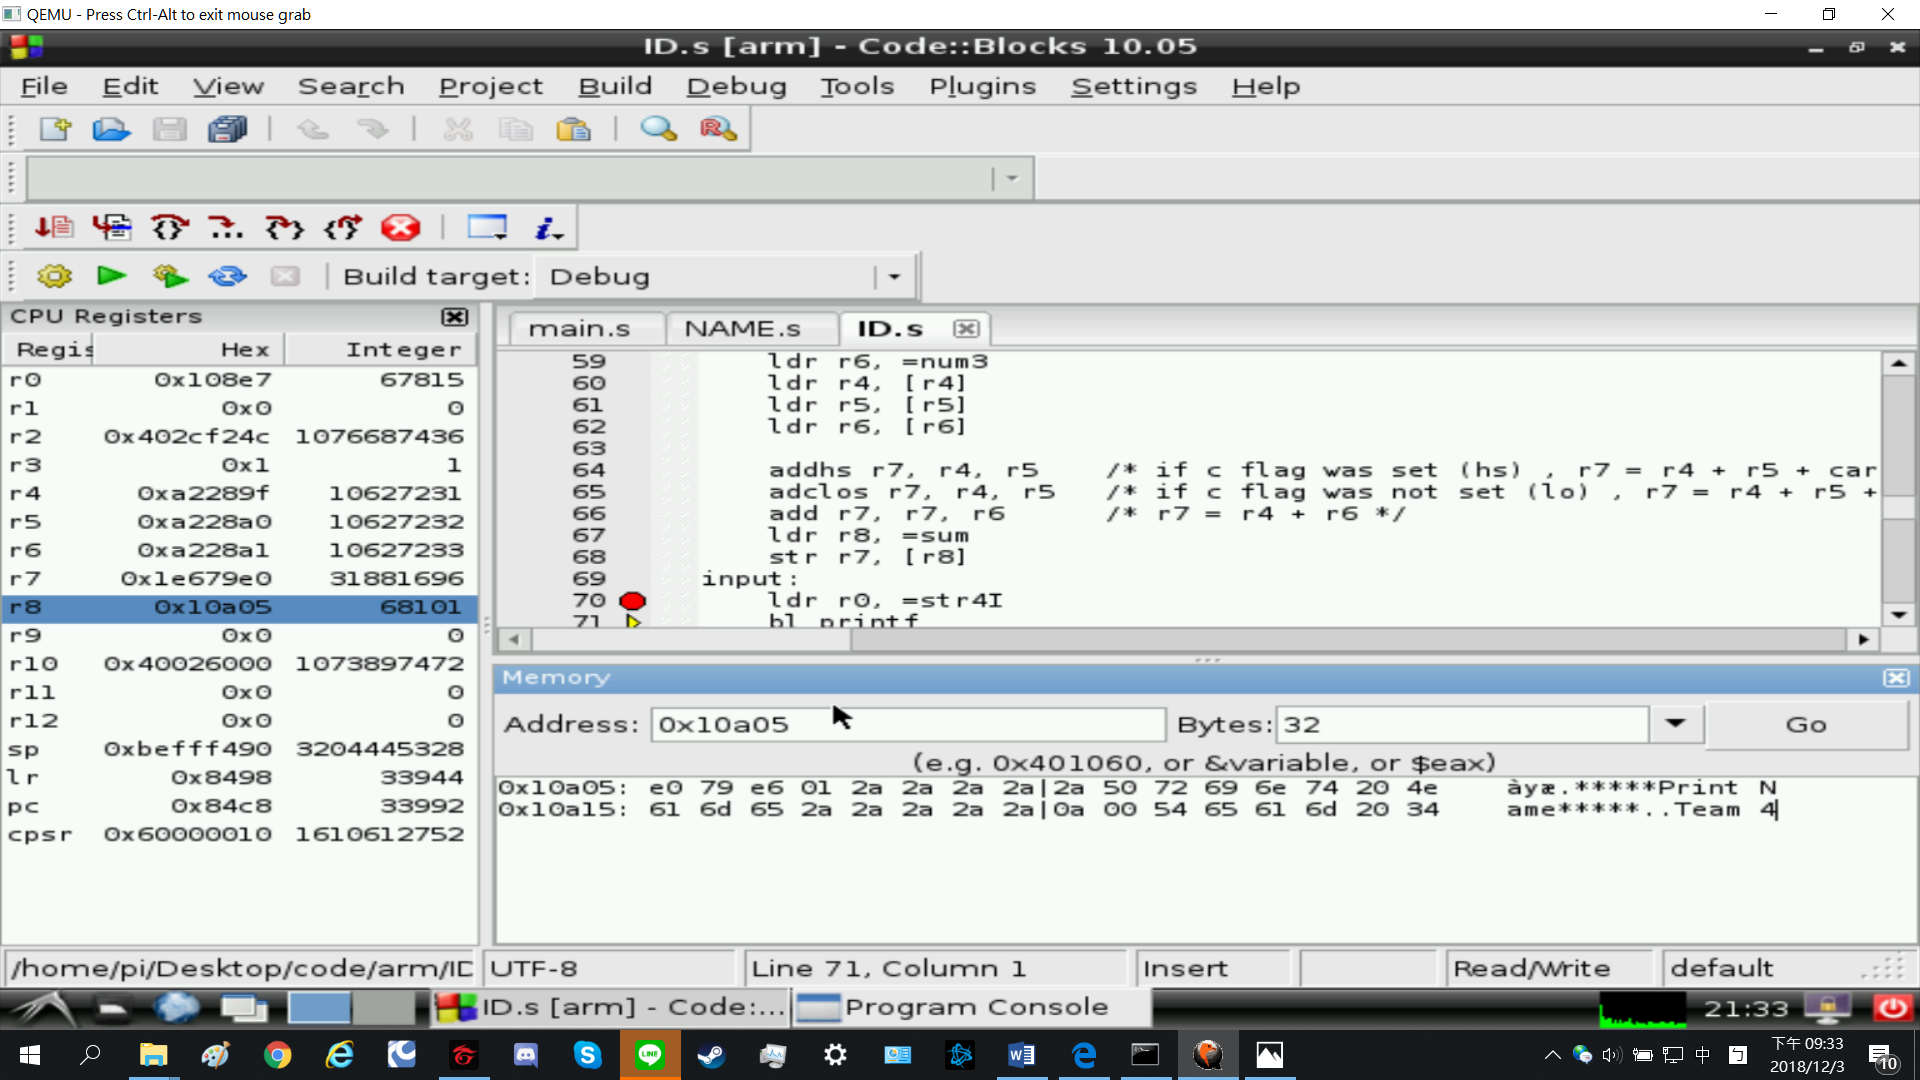 QEMU - Press Ctrl-Alt to exit mouse grab
ID.s [arm] - Code::Blocks 10.05
File Edit View Search Project Build Debug Tools Plugins Settings Help
Build target: Debug
CPU Registers
Regis Hex Integer
r0 0x108e7 67815
r1 0x0 0
r2 0x402cf24c 1076687436
r3 0x1 1
r4 0xa2289f 10627231
r5 0xa228a0 10627232
r6 0xa228a1 10627233
r7 0x1e679e0 31881696
r8 0x10a05 68101
r9 0x0 0
r10 0x40026000 1073897472
r11 0x0 0
r12 0x0 0
sp 0xbefff490 3204445328
lr 0x8498 33944
pc 0x84c8 33992
cpsr 0x60000010 1610612752
main.s NAME.s ID.s
59 ldr r6, =num3
60 ldr r4, [r4]
61 ldr r5, [r5]
62 ldr r6, [r6]
63
64 addhs r7, r4, r5 /* if c flag was set (hs) , r7 = r4 + r5 + car
65 adclos r7, r4, r5 /* if c flag was not set (lo) , r7 = r4 + r5 +
66 add r7, r7, r6 /* r7 = r4 + r6 */
67 ldr r8, =sum
68 str r7, [r8]
69 input:
70 ldr r0, =str4I
71 bl printf
Memory
Address: 0x10a05 Bytes: 32 Go
(e.g. 0x401060, or &variable, or $eax)
0x10a05: e0 79 e6 01 2a 2a 2a 2a|2a 50 72 69 6e 74 20 4e àyæ.*****Print N
0x10a15: 61 6d 65 2a 2a 2a 2a 2a|0a 00 54 65 61 6d 20 34 ame*****..Team 4
/home/pi/Desktop/code/arm/ID UTF-8 Line 71, Column 1 Insert Read/Write default
ID.s [arm] - Code:... Program Console 21:33
中 下午 09:33
2018/12/3
10